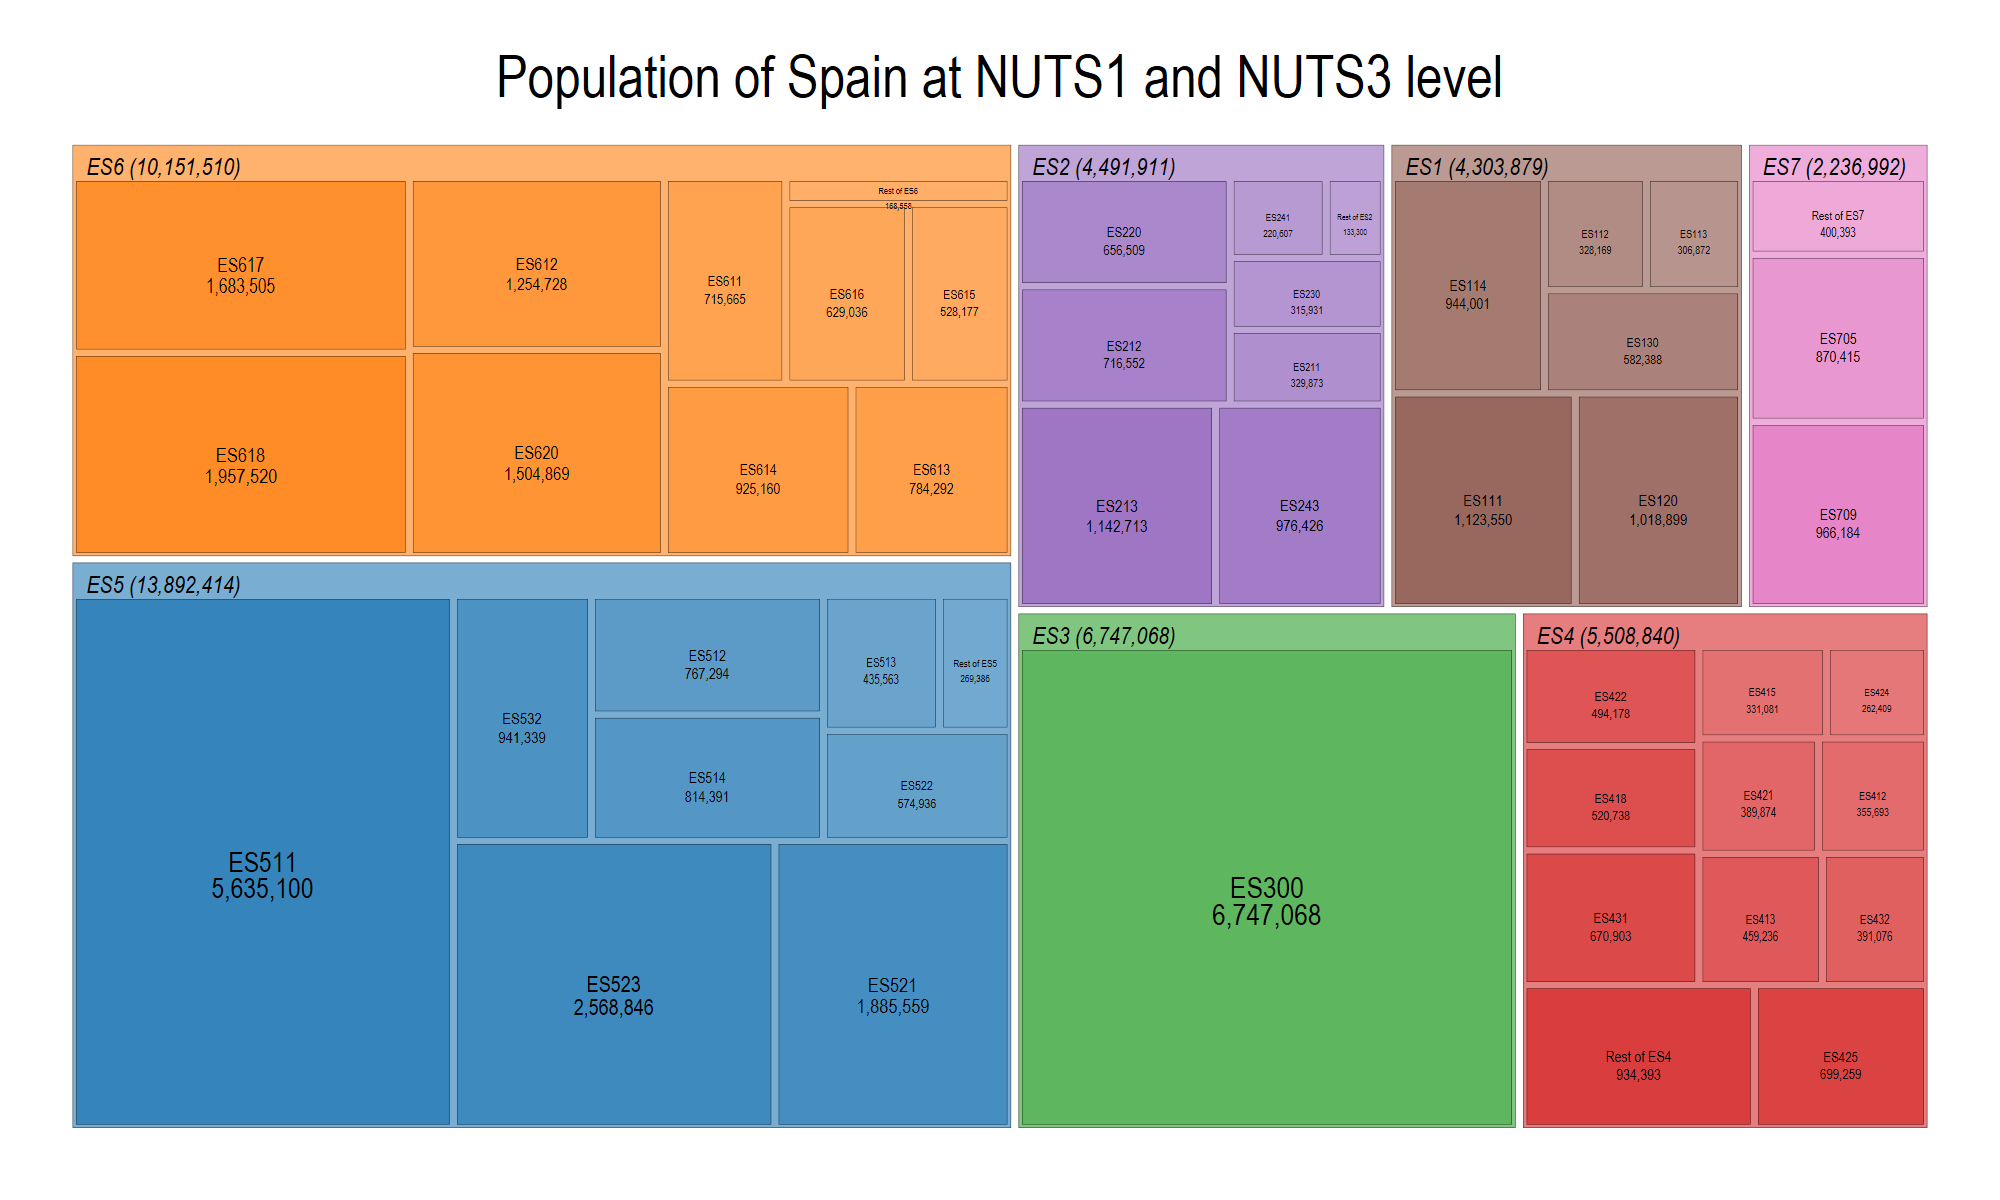 Population of Spain at NUTS1 and NUTS3 level
ES6 (10,151,510)
ES617
1,683,505
ES612
1,254,728
ES611
715,665
Rest of ES6
168,558
ES616
629,036
ES615
528,177
ES618
1,957,520
ES620
1,504,869
ES614
925,160
ES613
784,292
ES2 (4,491,911)
ES220
656,509
ES241
220,607
Rest of ES2
133,300
ES230
315,931
ES212
716,552
ES211
329,873
ES213
1,142,713
ES243
976,426
ES1 (4,303,879)
ES114
944,001
ES112
328,169
ES113
306,872
ES130
582,388
ES111
1,123,550
ES120
1,018,899
ES7 (2,236,992)
Rest of ES7
400,393
ES705
870,415
ES709
966,184
ES5 (13,892,414)
ES511
5,635,100
ES532
941,339
ES512
767,294
ES513
435,563
Rest of ES5
269,386
ES514
814,391
ES522
574,936
ES523
2,568,846
ES521
1,885,559
ES3 (6,747,068)
ES300
6,747,068
ES4 (5,508,840)
ES422
494,178
ES415
331,081
ES424
262,409
ES418
520,738
ES421
389,874
ES412
355,693
ES431
670,903
ES413
459,236
ES432
391,076
Rest of ES4
934,393
ES425
699,259